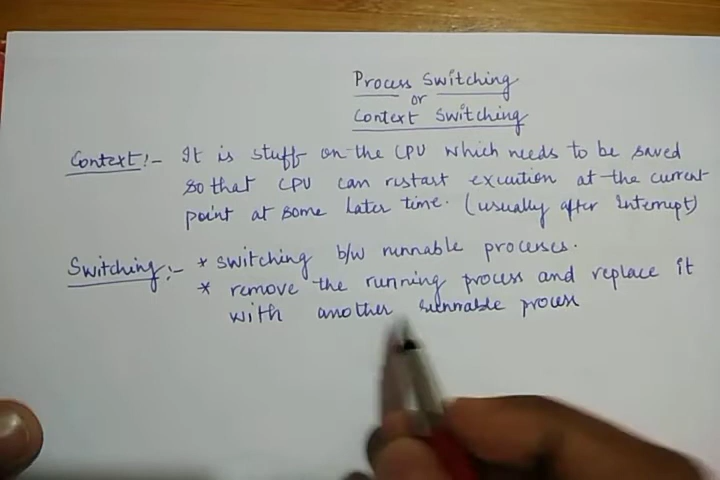 Process Switching
or
Context Switching
Context:- It is stuff on the CPU which needs to be saved
so that CPU can restart excution at the current
point at some later time. (usually after Interrupt)
Switching:- * switching b/w runnable processes.
* remove the running process and replace it
with another runnable process